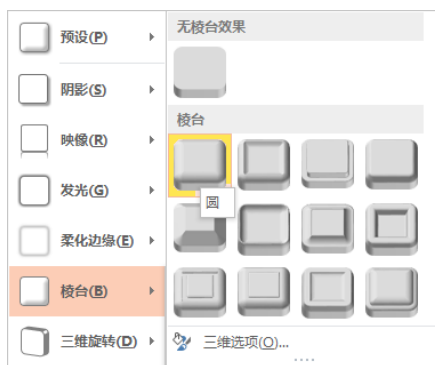 预设(P)
阴影(S)
映像(R)
发光(G)
柔化边缘(E)
棱台(B)
三维旋转(D)
无棱台效果
棱台
圆
三维选项(O)...